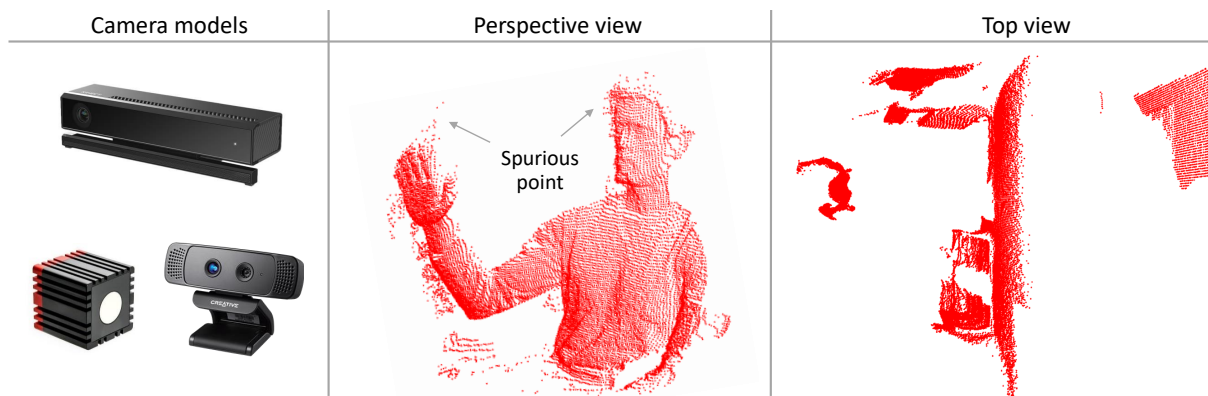 Camera models
Perspective view
Top view
Spurious
point
CREATIVE